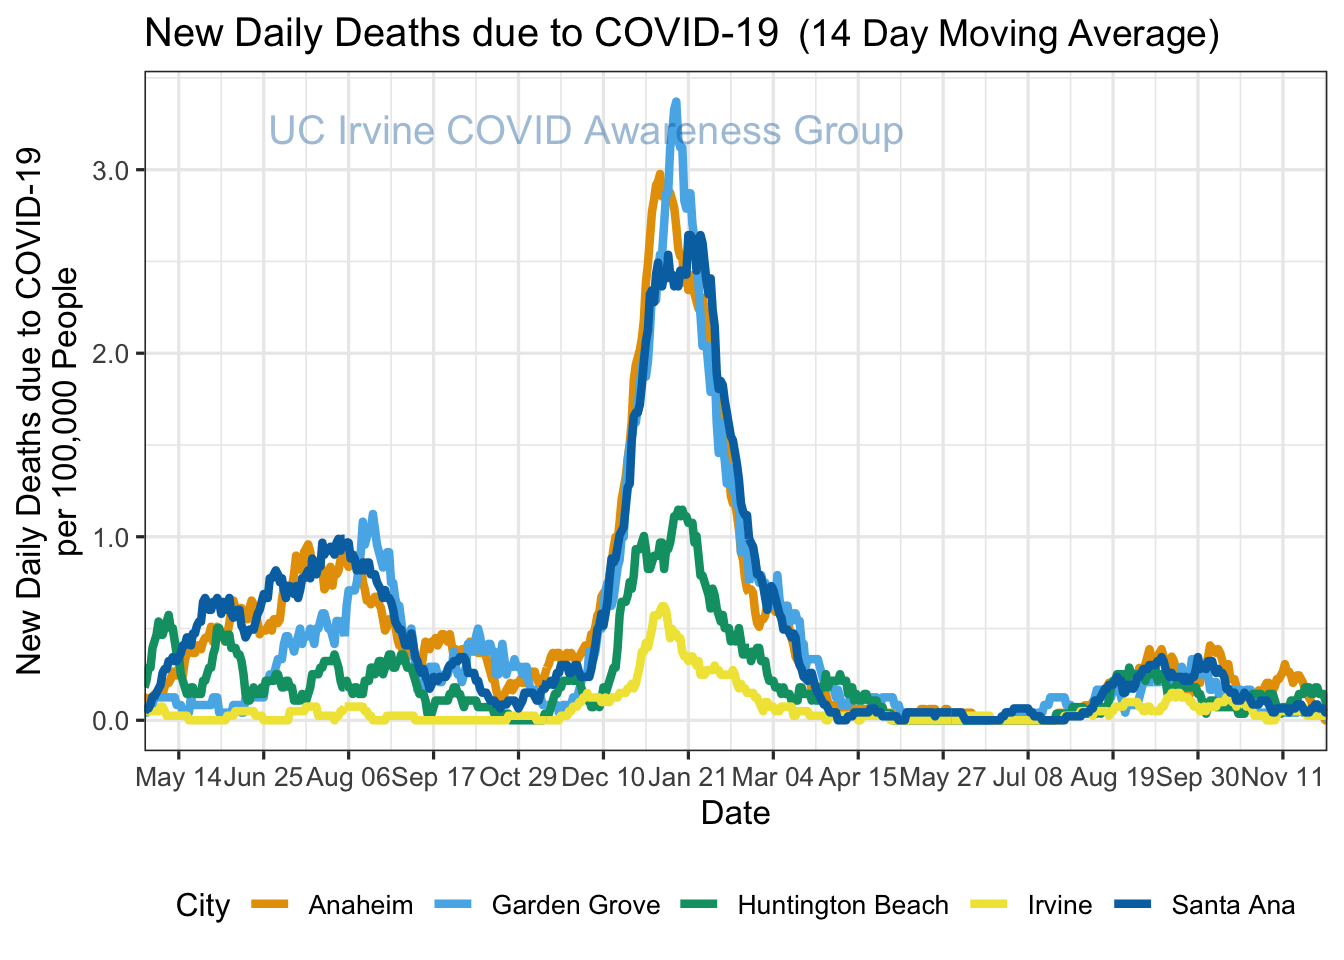 New Daily Deaths due to COVID-19 (14 Day Moving Average)
UC Irvine COVID Awareness Group
New Daily Deaths due to COVID-19
per 100,000 People
3.0
2.0
1.0
0.0
May 14 Jun 25 Aug 06 Sep 17 Oct 29 Dec 10 Jan 21 Mar 04 Apr 15 May 27 Jul 08 Aug 19 Sep 30 Nov 11
Date
City Anaheim Garden Grove Huntington Beach Irvine Santa Ana